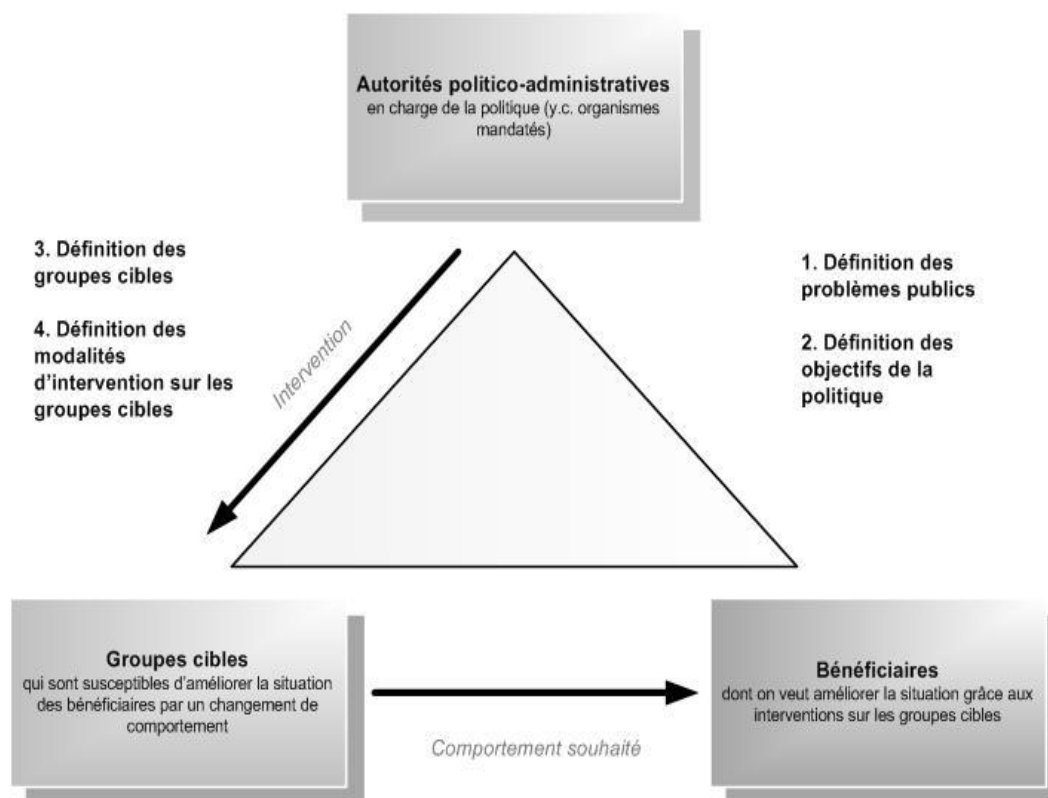 Autorités politico-administratives
en charge de la politique (y.c. organismes
mandatés)
3. Définition des
groupes cibles
4. Définition des
modalités
d'intervention sur les
groupes cibles
Intervention
1. Définition des
problèmes publics
2. Définition des
objectifs de la
politique
Groupes cibles
qui sont susceptibles d'améliorer la situation
des bénéficiaires par un changement de
comportement
Comportement souhaité
Bénéficiaires
dont on veut améliorer la situation grâce aux
interventions sur les groupes cibles